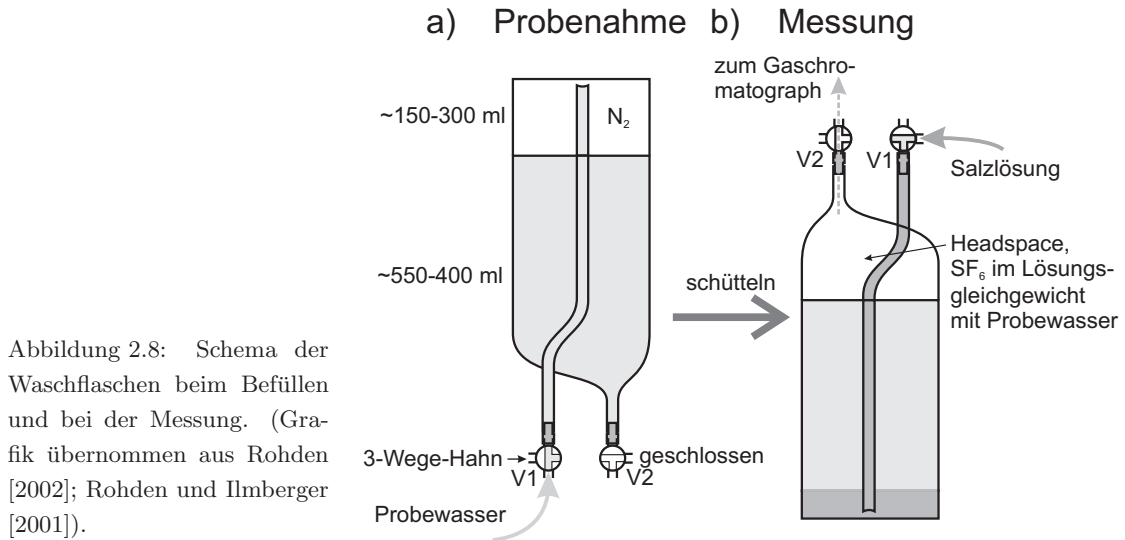 a) Probenahme
b) Messung
~150-300 ml
N₂
~550-400 ml
3-Wege-Hahn
V1
geschlossen
V2
Probewasser
schütteln
zum Gaschro-
matograph
V2
V1
Salzlösung
Headspace,
SF₆ im Lösungs-
gleichgewicht
mit Probewasser
Abbildung 2.8: Schema der
Waschflaschen beim Befüllen
und bei der Messung. (Gra-
fik übernommen aus Rohden
[2002]; Rohden und Ilmberger
[2001]).